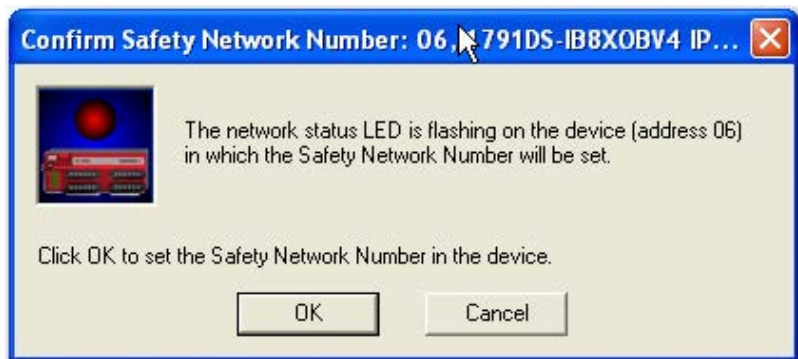 Confirm Safety Network Number: 06, 1791DS-IB8XOBV4 IP...
The network status LED is flashing on the device (address 06)
in which the Safety Network Number will be set.
Click OK to set the Safety Network Number in the device.
OK
Cancel